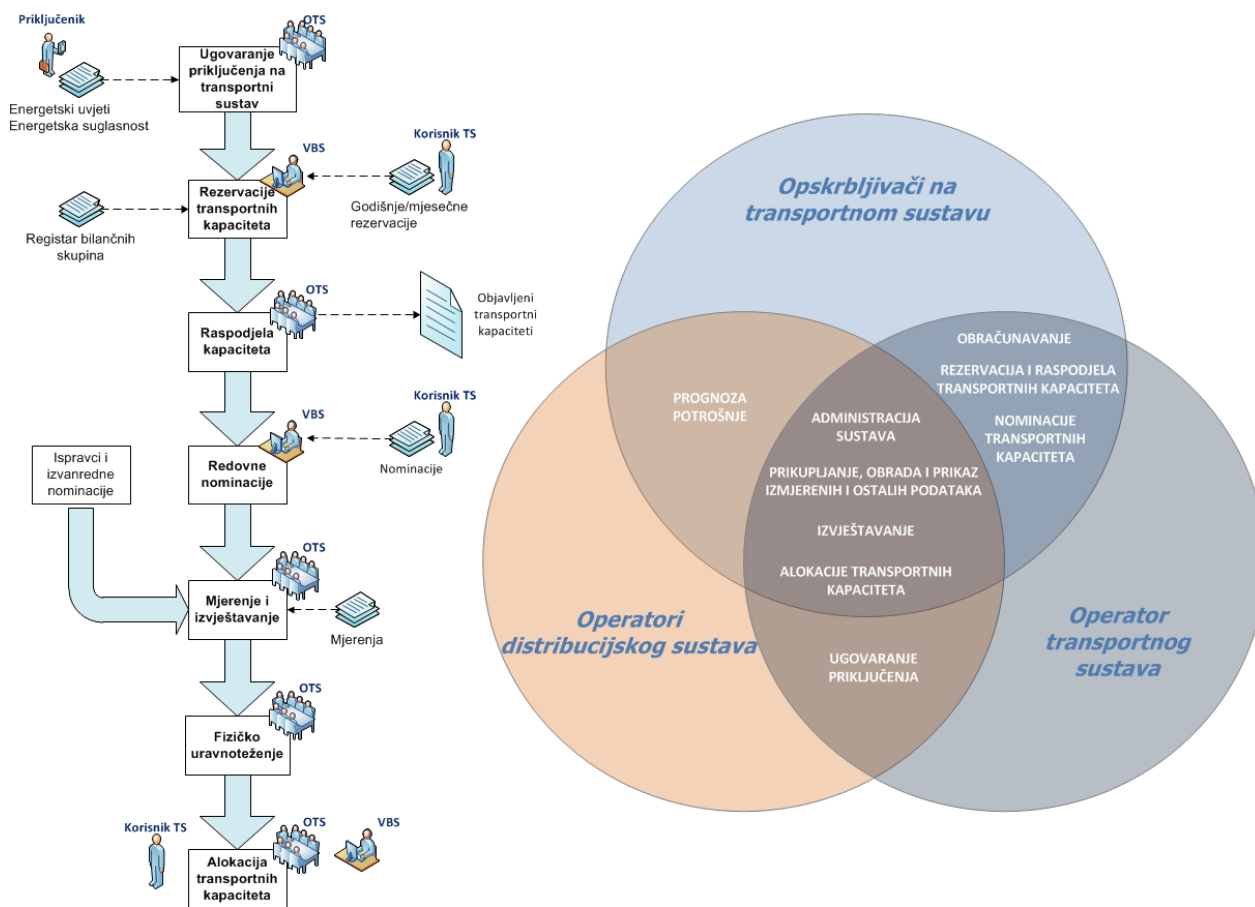 Priključenik
OTS
Ugovaranje
priključenja na
transportni
sustav
Energetski uvjeti
Energetska suglasnost
VBS
Korisnik TS
Rezervacije
transportnih
kapaciteta
Godišnje/mjesečne
rezervacije
Registar bilančnih
skupina
OTS
Raspodjela
kapaciteta
Objavljeni
transportni
kapaciteti
VBS
Korisnik TS
Redovne
nominacije
Nominacije
Ispravci i
izvanredne
nominacije
OTS
Mjerenje i
izvještavanje
Mjerenja
OTS
Fizičko
uravnoteženje
Korisnik TS
OTS
VBS
Alokacija
transportnih
kapaciteta
Opskrbljivači na
transportnom sustavu
OBRAČUNAVANJE
REZERVACIJA I RASPODJELA
TRANSPORTNIH KAPACITETA
NOMINACIJE
TRANSPORTNIH
KAPACITETA
PROGNOZA
POTROŠNJE
ADMINISTRACIJA
SUSTAVA
PRIKUPLJANJE, OBRADA I PRIKAZ
IZMJERENIH I OSTALIH PODATAKA
IZVJEŠTAVANJE
ALOKACIJE TRANSPORTNIH
KAPACITETA
Operatori
distribucijskog sustava
Operator
transportnog
sustava
UGOVARANJE
PRIKLJUČENJA